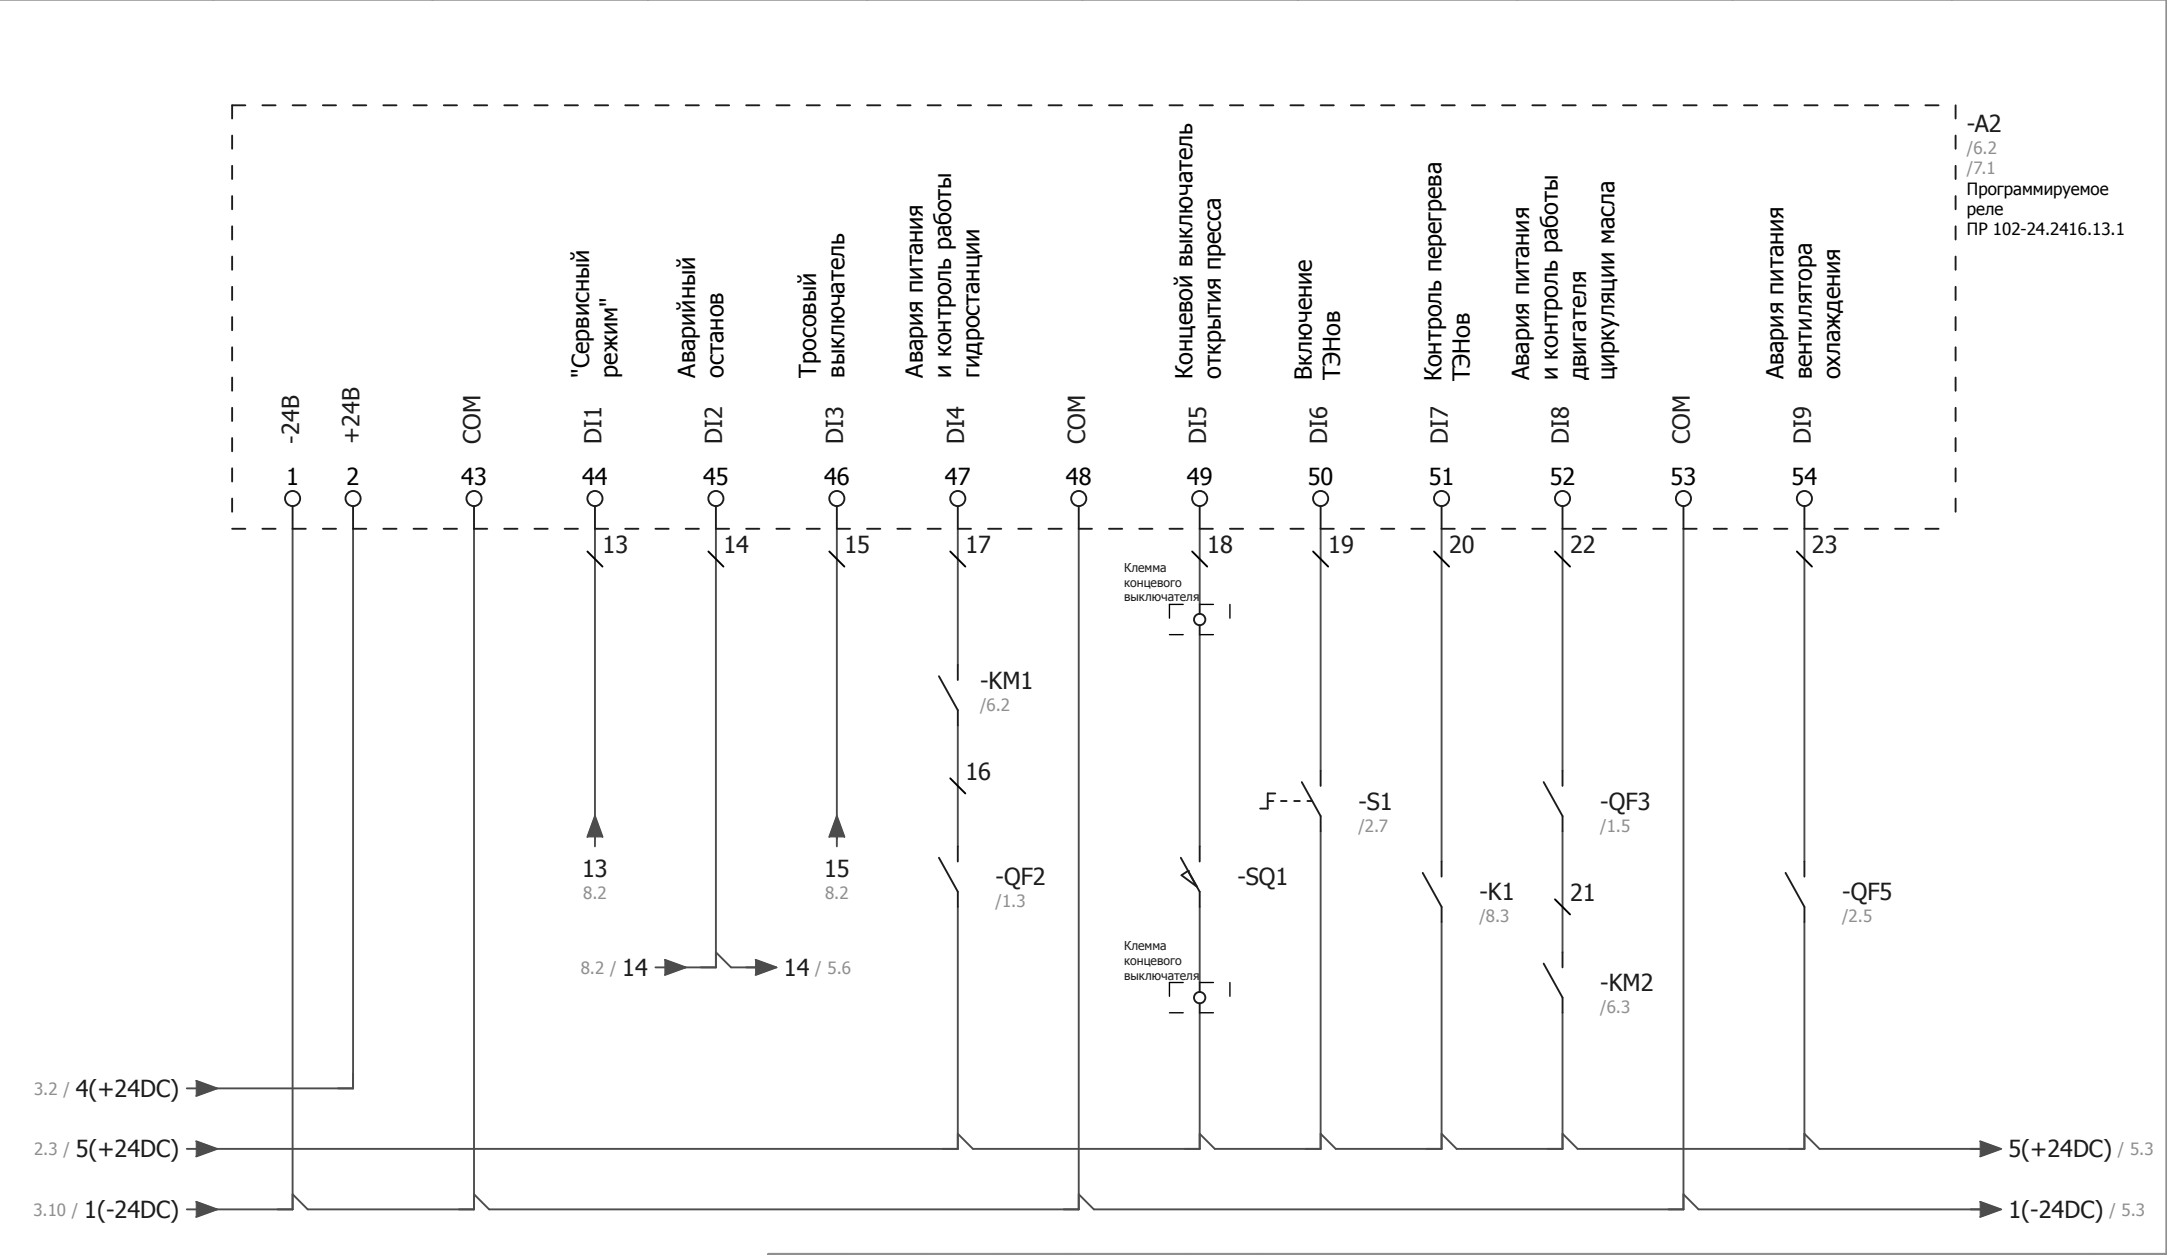 -A2
/6.2
/7.1
Программируемое
реле
ПР 102-24.2416.13.1
-24В
+24В
COM
"Сервисный
режим"
DI1
Аварийный
останов
DI2
Тросовый
выключатель
DI3
Авария питания
и контроль работы
гидростанции
DI4
COM
Концевой выключатель
открытия пресса
DI5
Включение
ТЭНов
DI6
Контроль перегрева
ТЭНов
DI7
Авария питания
и контроль работы
двигателя
циркуляции масла
DI8
COM
Авария питания
вентилятора
охлаждения
DI9
1 2 43 44 45 46 47 48 49 50 51 52 53 54
13 14 15 17 18 19 20 22 23
Клемма
концевого
выключателя
-KM1
/6.2
16
-QF2
/1.3
13
8.2
15
8.2
8.2 / 14
14 / 5.6
-SQ1
Клемма
концевого
выключателя
-S1
/2.7
-K1
/8.3
-QF3
/1.5
21
-KM2
/6.3
-QF5
/2.5
3.2 / 4(+24DC)
2.3 / 5(+24DC)
5(+24DC) / 5.3
3.10 / 1(-24DC)
1(-24DC) / 5.3